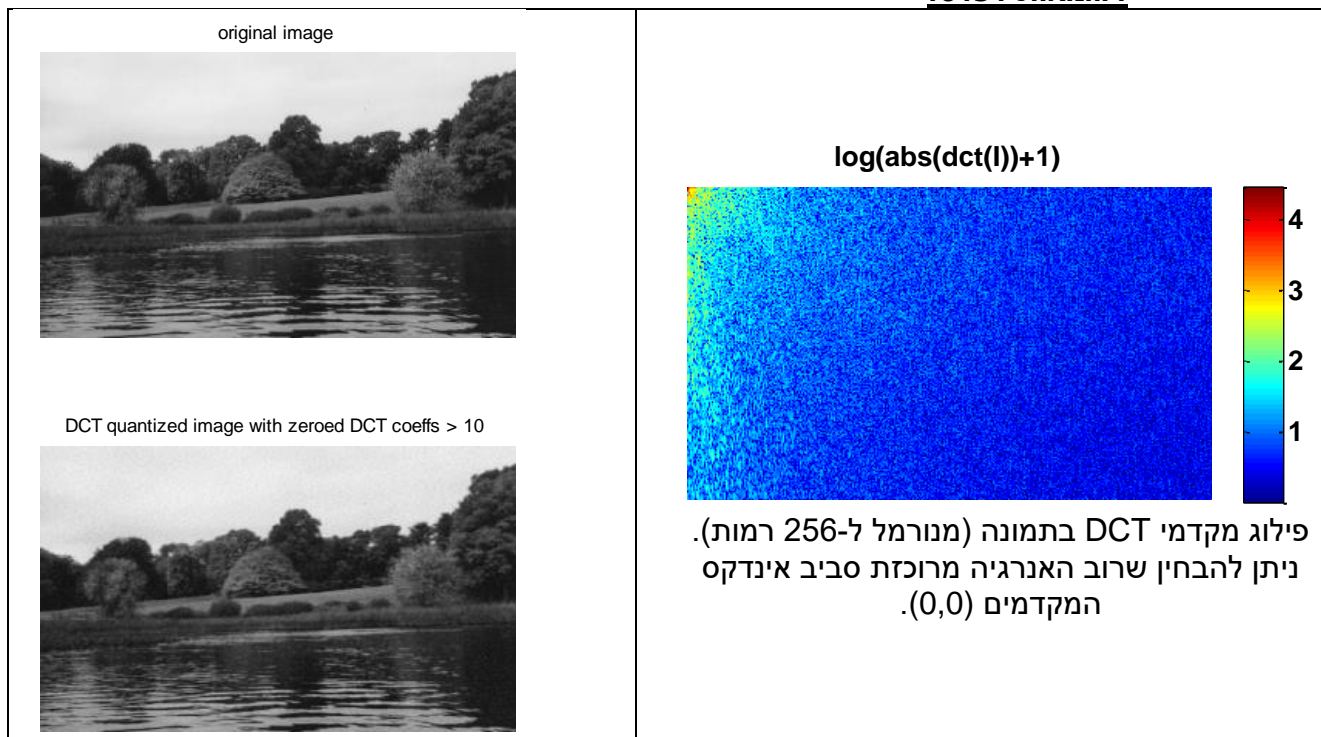 original image
DCT quantized image with zeroed DCT coeffs > 10
log(abs(dct(I))+1)
4
3
2
1
פילוג מקדמי DCT בתמונה (מנורמל ל-256 רמות).
ניתן להבחין שרוב האנרגיה מרוכזת סביב אינדקס
המקדמים (0,0).